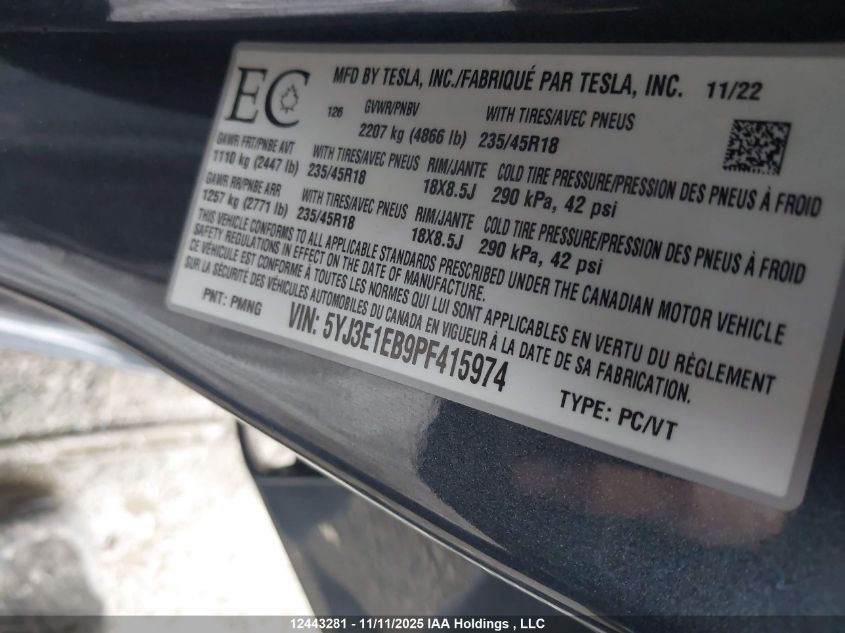 EC
MFD BY TESLA, INC./FABRIQUÉ PAR TESLA, INC. 11/22
126 GVWR/PNBV WITH TIRES/AVEC PNEUS
2207 kg (4866 lb) 235/45R18
GAWR FRT/PNBE AVT WITH TIRES/AVEC PNEUS RIM/JANTE COLD TIRE PRESSURE/PRESSION DES PNEUS À FROID
1110 kg (2447 lb) 235/45R18 18X8.5J 290 kPa, 42 psi
GAWR RR/PNBE ARR WITH TIRES/AVEC PNEUS RIM/JANTE COLD TIRE PRESSURE/PRESSION DES PNEUS À FROID
1257 kg (2771 lb) 235/45R18 18X8.5J 290 kPa, 42 psi
THIS VEHICLE CONFORMS TO ALL APPLICABLE STANDARDS PRESCRIBED UNDER THE CANADIAN MOTOR VEHICLE
SAFETY REGULATIONS IN EFFECT ON THE DATE OF MANUFACTURE.
CE VÉHICULE EST CONFORME À TOUTES LES NORMES QUI LUI SONT APPLICABLES EN VERTU DU RÈGLEMENT
SUR LA SÉCURITÉ DES VÉHICULES AUTOMOBILES DU CANADA EN VIGUEUR À LA DATE DE SA FABRICATION.
PNT: PMNG VIN: 5YJ3E1EB9PF415974 TYPE: PC/VT
12443281 - 11/11/2025 IAA Holdings , LLC